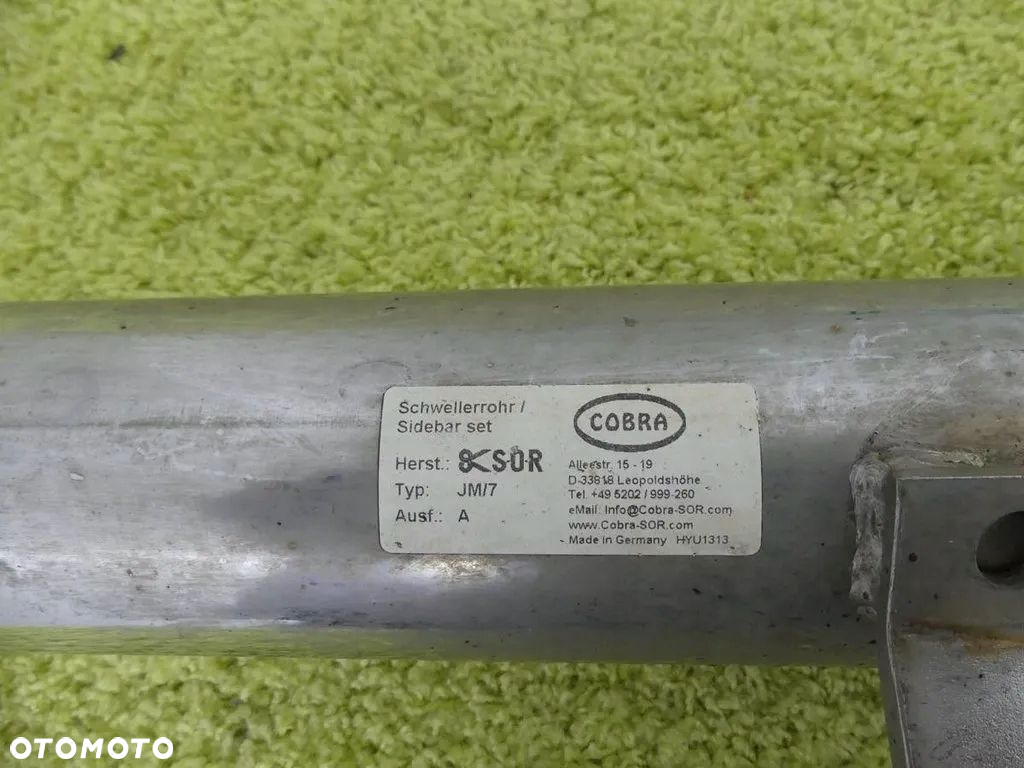 Schwellerrohr /
Sidebar set
Herst.: SOR
Typ: JM/7
Ausf.: A
COBRA
Alleestr. 15 - 19
D-33818 Leopoldshöhe
Tel. +49 5202 / 999-260
eMail: Info@Cobra-SOR.com
www.Cobra-SOR.com
Made in Germany HYU1313
OTOMOTO